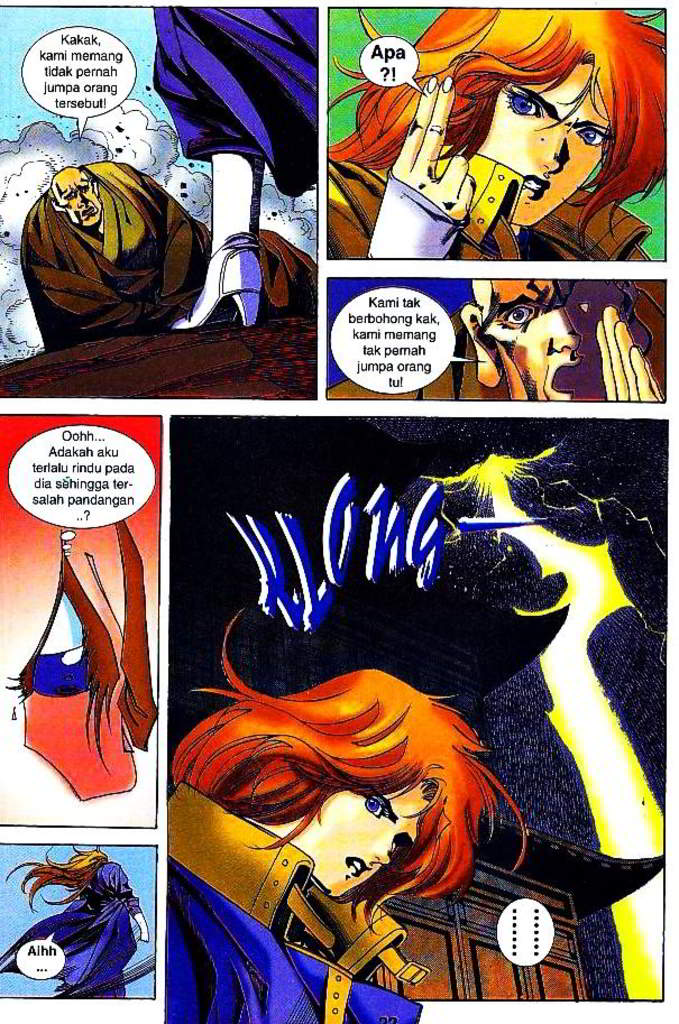 Kakak,
kami memang
tidak pernah
jumpa orang
tersebut!
Apa
?!
Kami tak
berbohong kak,
kami memang
tak pernah
jumpa orang
tu!
Oohh...
Adakah aku
terlalu rindu pada
dia sehingga ter-
salah pandangan
..?
KLONG
Aihh
...